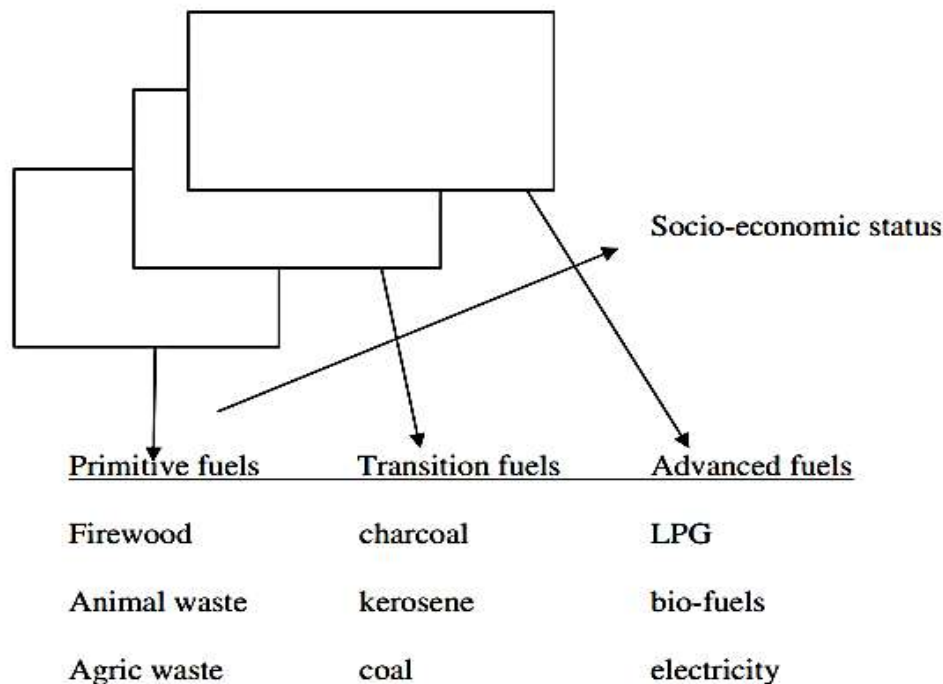 Socio-economic status
Primitive fuels Transition fuels Advanced fuels
Firewood charcoal LPG
Animal waste kerosene bio-fuels
Agric waste coal electricity